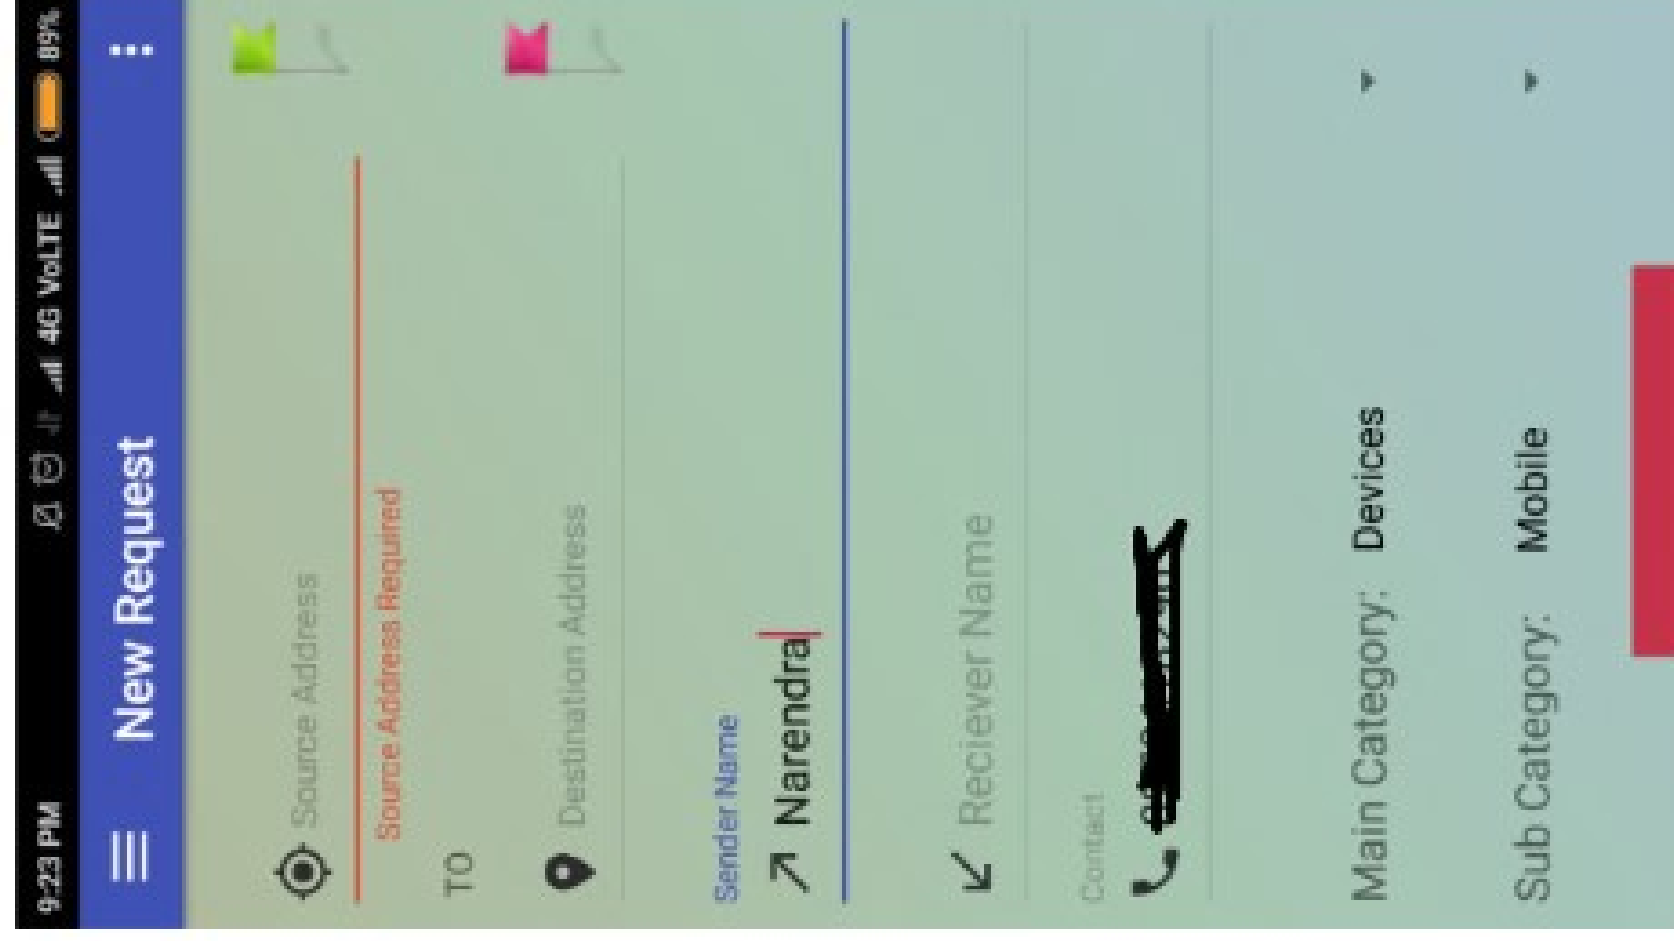 9:23 PM 4G VoLTE 89%
New Request
Source Address
Source Address Required
TO
Destination Address
Sender Name
Narendra
Reciever Name
Contact
Main Category: Devices
Sub Category: Mobile